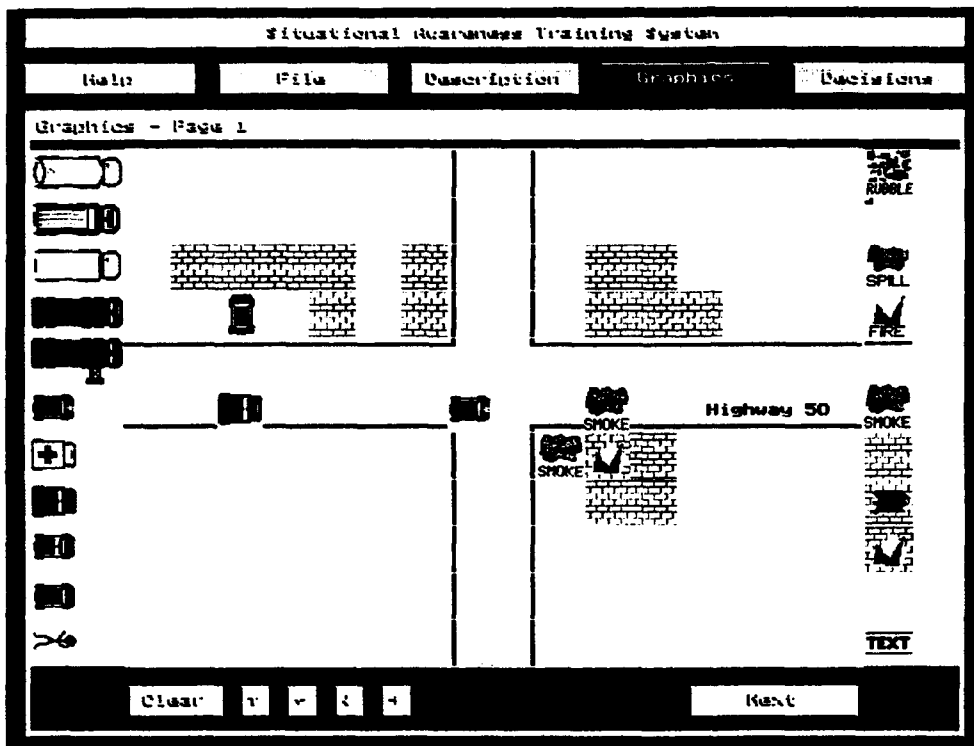 Situational Awareness Training System
Help File Description Graphics Decisions
Graphics - Page 1
RUBBLE
SPILL
FIRE
SMOKE Highway 50 SMOKE
SMOKE
TEXT
Clear Next